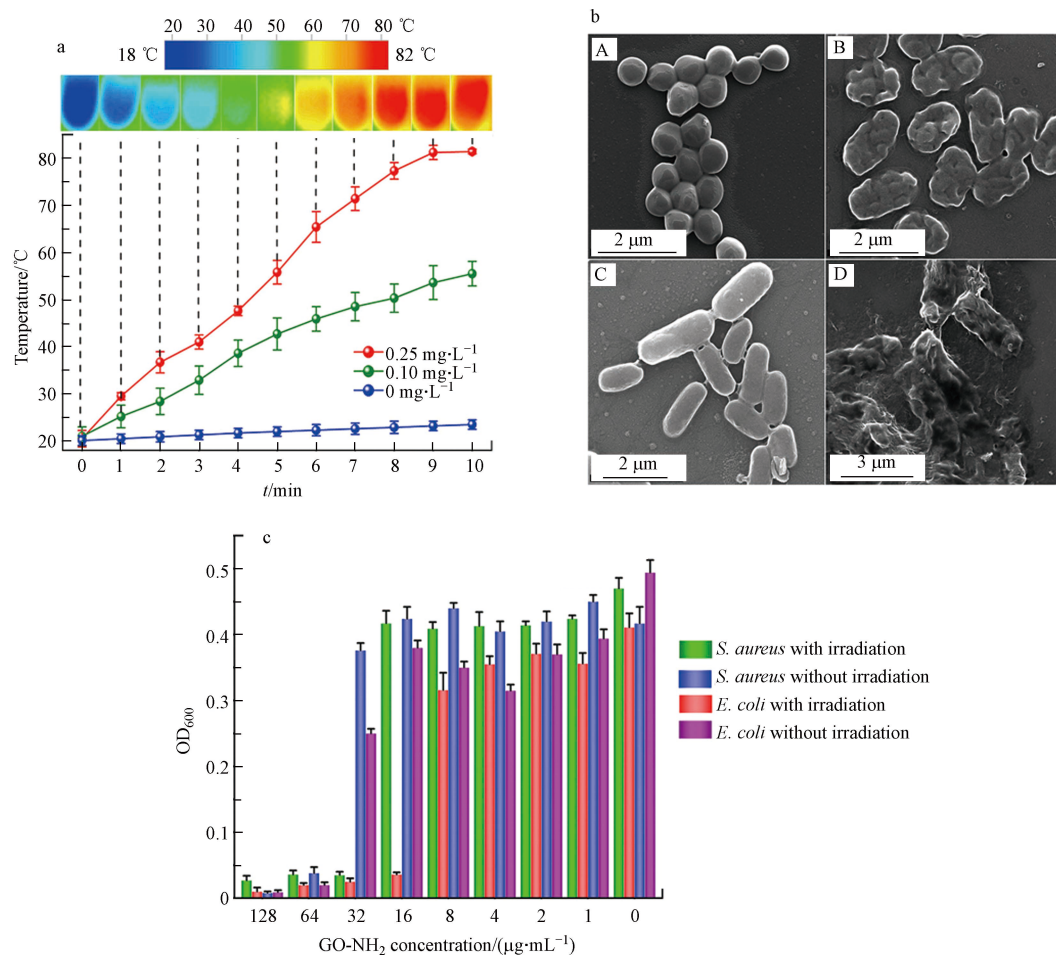 a
20 30 40 50 60 70 80 ℃
18 ℃
82 ℃
80
70
60
50
40
30
20
Temperature/℃
0.25 mg·L⁻¹
0.10 mg·L⁻¹
0 mg·L⁻¹
0 1 2 3 4 5 6 7 8 9 10
t/min
b
A
2 μm
B
2 μm
C
2 μm
D
3 μm
c
0.5
0.4
0.3
0.2
0.1
0
OD₆₀₀
128 64 32 16 8 4 2 1 0
GO-NH₂ concentration/(μg·mL⁻¹)
S. aureus with irradiation
S. aureus without irradiation
E. coli with irradiation
E. coli without irradiation